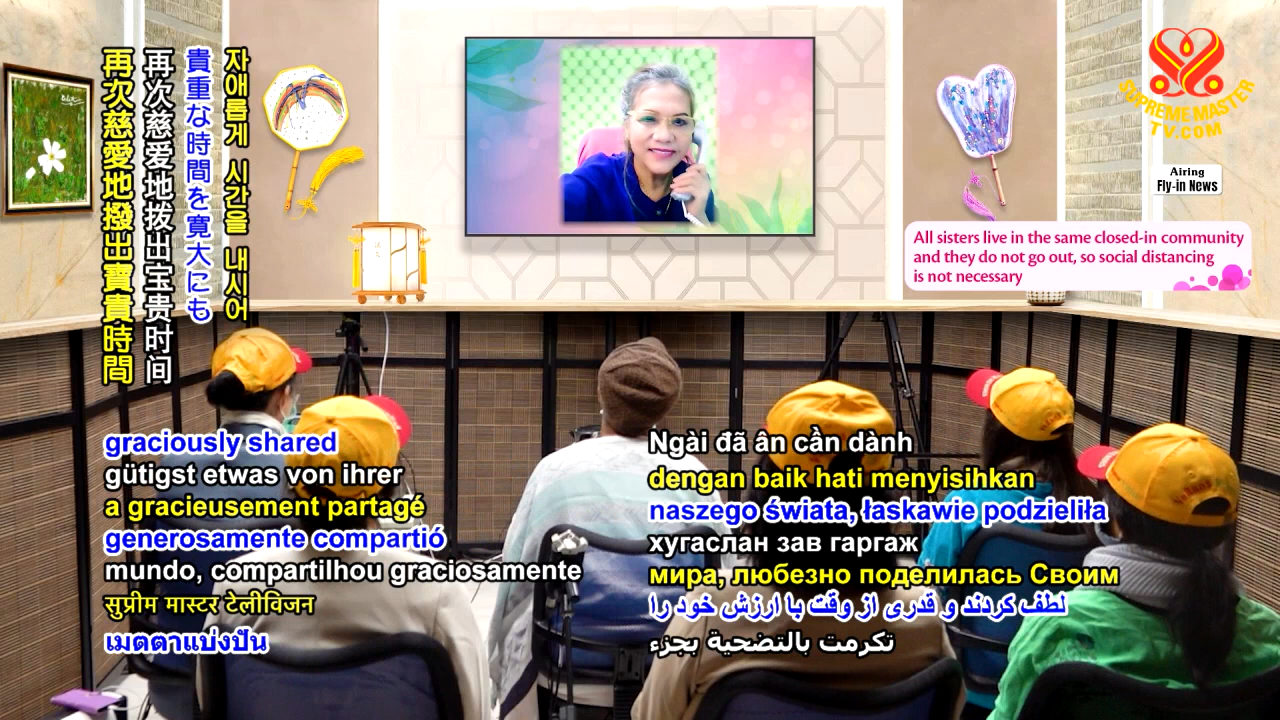 再次慈愛地撥出寶貴時間
再次慈爱地拨出宝贵时间
貴重な時間を寛大にも
자애롭게 시간을 내시어
SUPREME MASTER
TV.COM
Airing
Fly-in News
All sisters live in the same closed-in community
and they do not go out, so social distancing
is not necessary
graciously shared
gütigst etwas von ihrer
a gracieusement partagé
generosamente compartió
mundo, compartilhou graciosamente
सुप्रीम मास्टर टेलीविजन
เมตตาแบ่งปัน
Ngài đã ân cần dành
dengan baik hati menyisihkan
naszego świata, łaskawie podzieliła
хугаслан зав гаргаж
мира, любезно поделилась Своим
لطف کردند و قدری از وقت با ارزش خود را
تكرمت بالتضحية بجزء